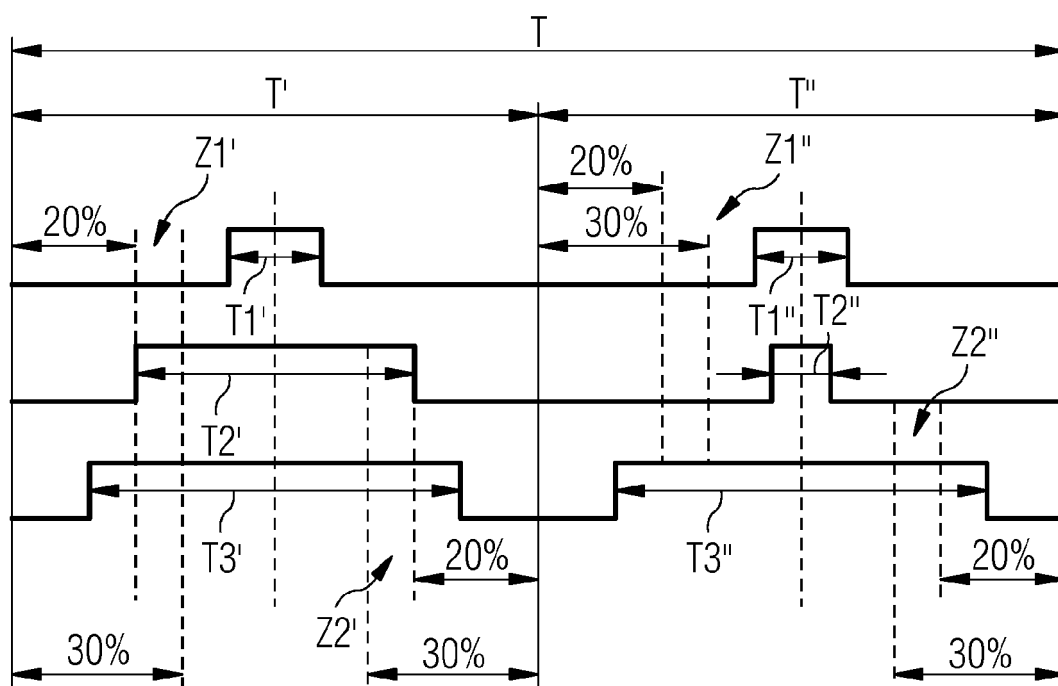 T
T' T"
Z1' Z1"
20%
20% 30%
T1' T1" T2"
Z2"
T2'
T3' T3"
20% 20%
Z2'
30% 30% 30%